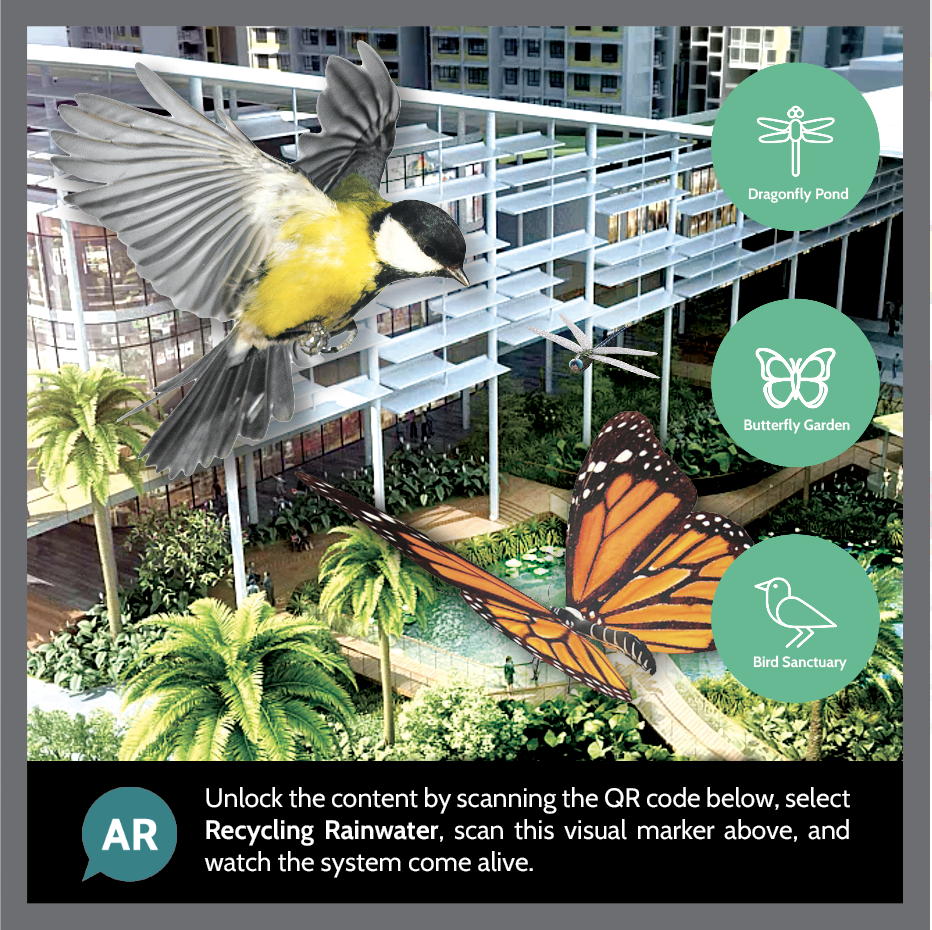 Dragonfly Pond
Butterfly Garden
Bird Sanctuary
AR
Unlock the content by scanning the QR code below, select
Recycling Rainwater, scan this visual marker above, and
watch the system come alive.